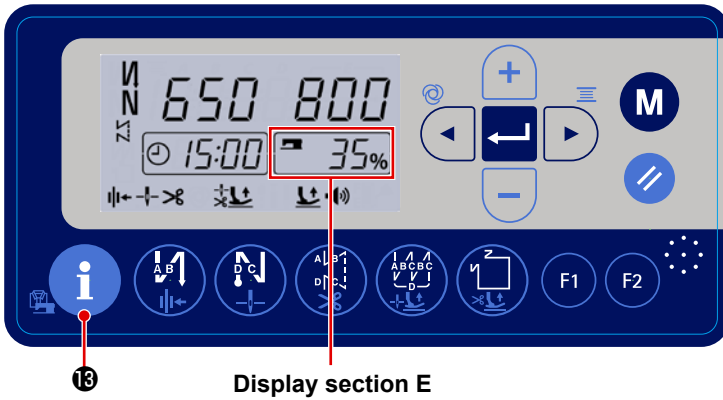 650 800
15:00 35%
M
i
A B
D C
A B
D C
A B C B C
D
F1 F2
⓭
Display section E